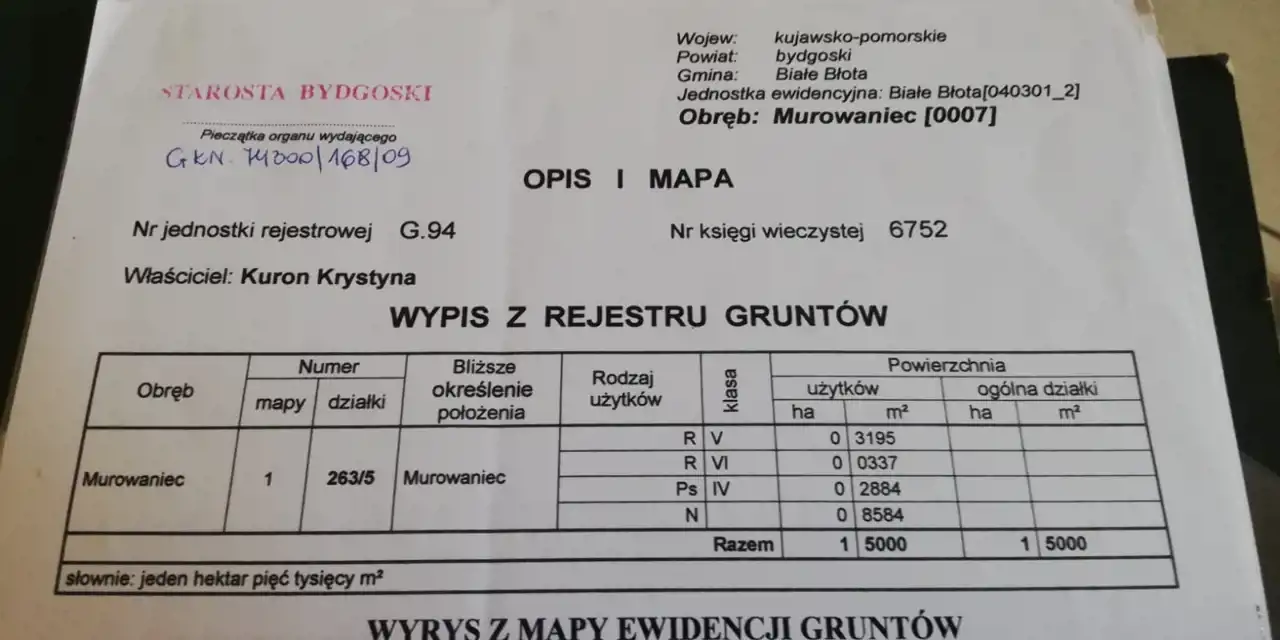 Wojew: kujawsko-pomorskie
Powiat: bydgoski
Gmina: Białe Błota
Jednostka ewidencyjna: Białe Błota[040301_2]
Obręb: Murowaniec [0007]
STAROSTA BYDGOSKI
Pieczątka organu wydającego
GKN. 74300/168/09
OPIS I MAPA
Nr jednostki rejestrowej G.94 Nr księgi wieczystej 6752
Właściciel: Kuron Krystyna
WYPIS Z REJESTRU GRUNTÓW
Obręb Numer Bliższe określenie położenia Rodzaj użytków klasa Powierzchnia
mapy działki użytków ogólna działki
ha m² ha m²
Murowaniec 1 263/5 Murowaniec R V 0 3195
R VI 0 0337
Ps IV 0 2884
N 0 8584
Razem 1 5000 1 5000
słownie: jeden hektar pięć tysięcy m²
WYRYS Z MAPY EWIDENCJI GRUNTÓW